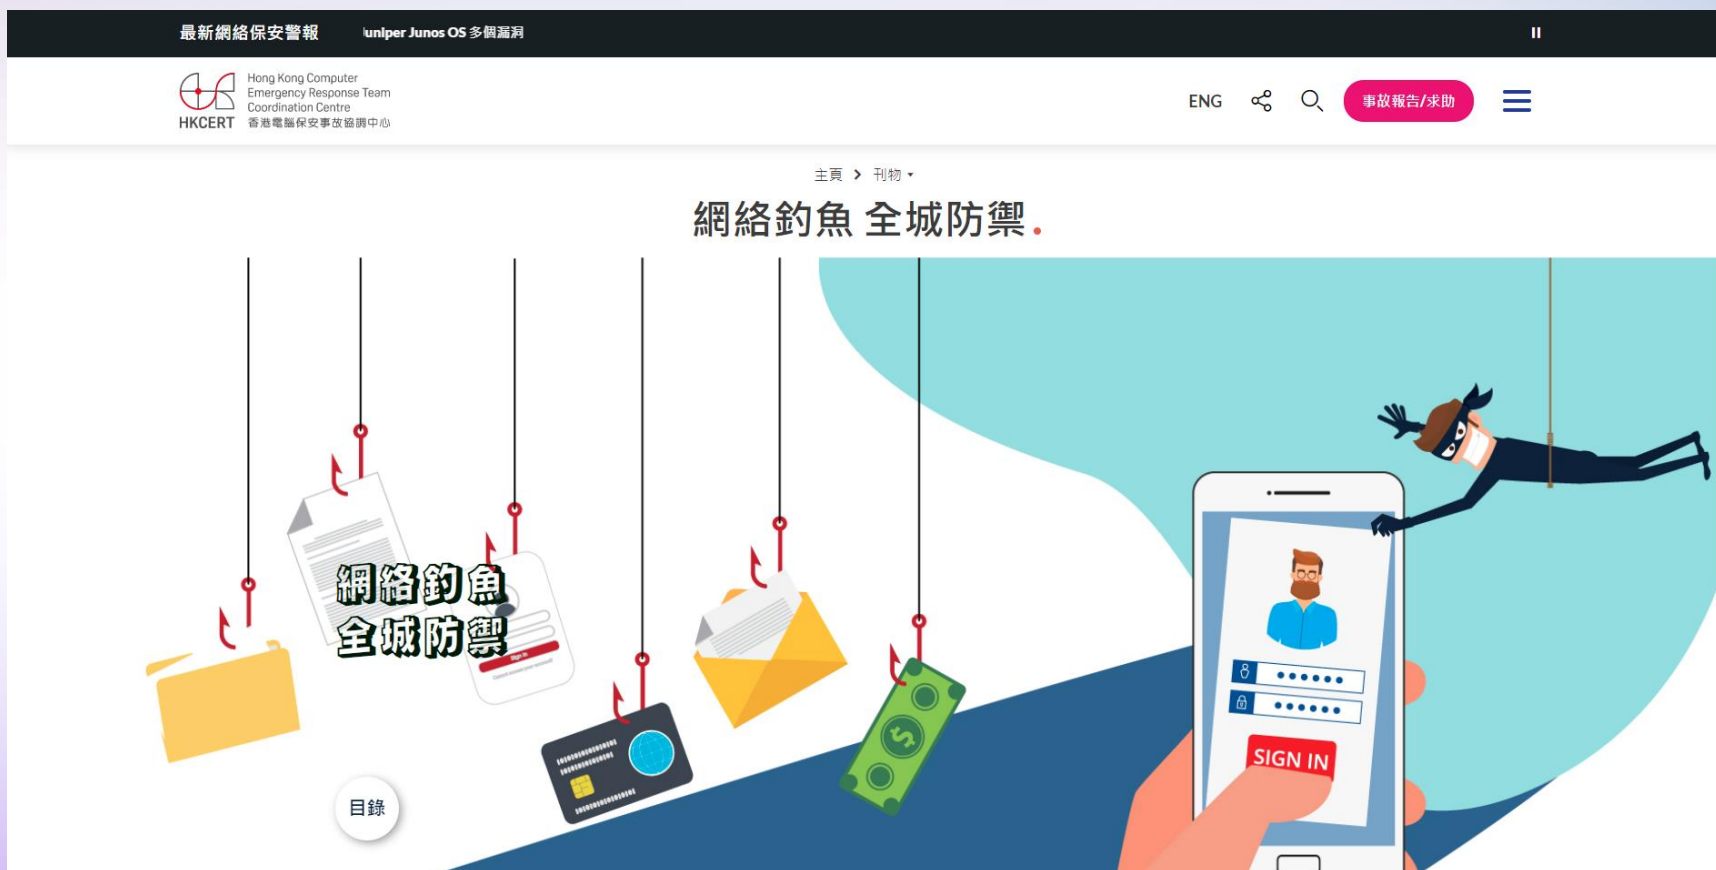 最新網絡保安警報
Juniper Junos OS 多個漏洞
Hong Kong Computer
Emergency Response Team
Coordination Centre
HKCERT 香港電腦保安事故協調中心
ENG
事故報告/求助
主頁 > 刊物
網絡釣魚 全城防禦.
網絡釣魚
全城防禦
Sign in
SIGN IN
目錄